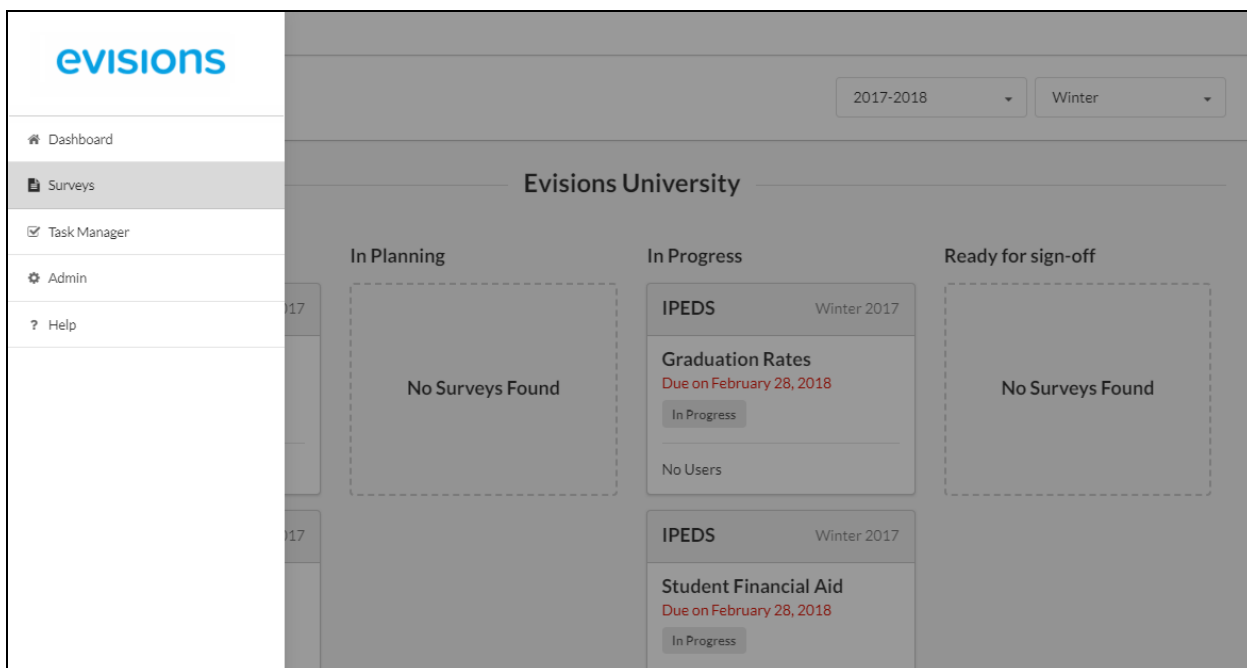 evisions
Dashboard
Surveys
Task Manager
Admin
? Help
2017-2018
Winter
Evisions University
In Planning
In Progress
Ready for sign-off
017
No Surveys Found
IPEDS Winter 2017
Graduation Rates
Due on February 28, 2018
In Progress
No Users
No Surveys Found
017
IPEDS Winter 2017
Student Financial Aid
Due on February 28, 2018
In Progress